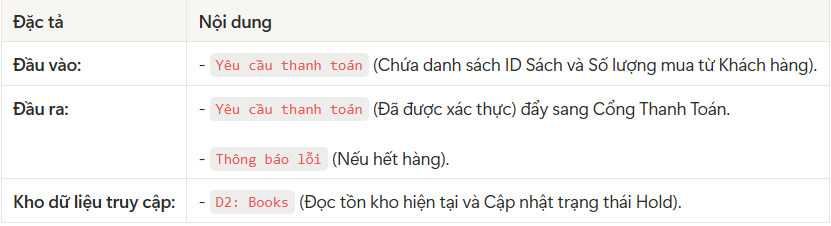 Đặc tả Nội dung
Đầu vào: - Yêu cầu thanh toán (Chứa danh sách ID Sách và Số lượng mua từ Khách hàng).
Đầu ra: - Yêu cầu thanh toán (Đã được xác thực) đẩy sang Cổng Thanh Toán.
- Thông báo lỗi (Nếu hết hàng).
Kho dữ liệu truy cập: - D2: Books (Đọc tồn kho hiện tại và Cập nhật trạng thái Hold).